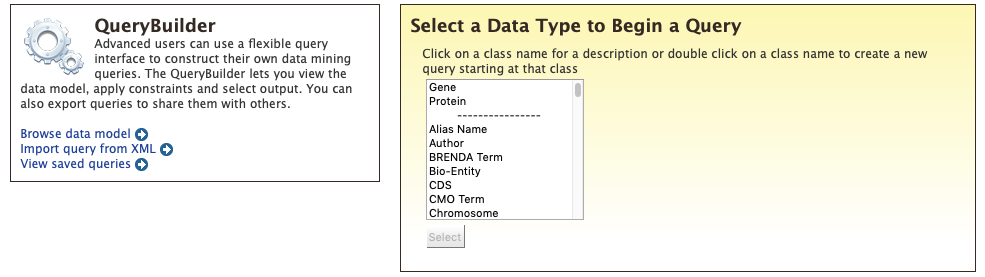 QueryBuilder
Advanced users can use a flexible query
interface to construct their own data mining
queries. The QueryBuilder lets you view the
data model, apply constraints and select output. You can
also export queries to share them with others.
Browse data model
Import query from XML
View saved queries
Select a Data Type to Begin a Query
Click on a class name for a description or double click on a class name to create a new
query starting at that class
Gene
Protein
----------------
Alias Name
Author
BRENDA Term
Bio-Entity
CDS
CMO Term
Chromosome
Select